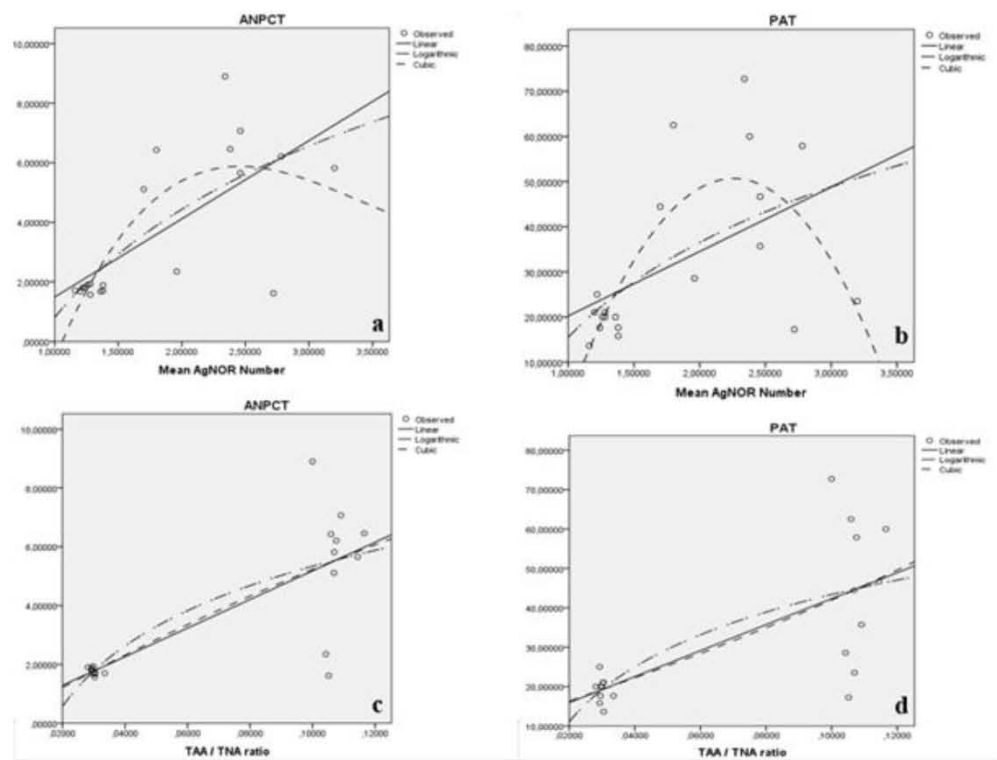 ANPCT
10,00000
8,00000
6,00000
4,00000
2,00000
,00000
1,00000 1,50000 2,00000 2,50000 3,00000 3,50000
Mean AgNOR Number
Observed
Linear
Logarithmic
Cubic
a
PAT
80,00000
70,00000
60,00000
50,00000
40,00000
30,00000
20,00000
10,00000
1,00000 1,50000 2,00000 2,50000 3,00000 3,50000
Mean AgNOR Number
Observed
Linear
Logarithmic
Cubic
b
ANPCT
10,00000
8,00000
6,00000
4,00000
2,00000
,00000
,02000 ,04000 ,06000 ,08000 ,10000 ,12000
TAA / TNA ratio
Observed
Linear
Logarithmic
Cubic
c
PAT
80,00000
70,00000
60,00000
50,00000
40,00000
30,00000
20,00000
10,00000
,02000 ,04000 ,06000 ,08000 ,10000 ,12000
TAA / TNA ratio
Observed
Linear
Logarithmic
Cubic
d